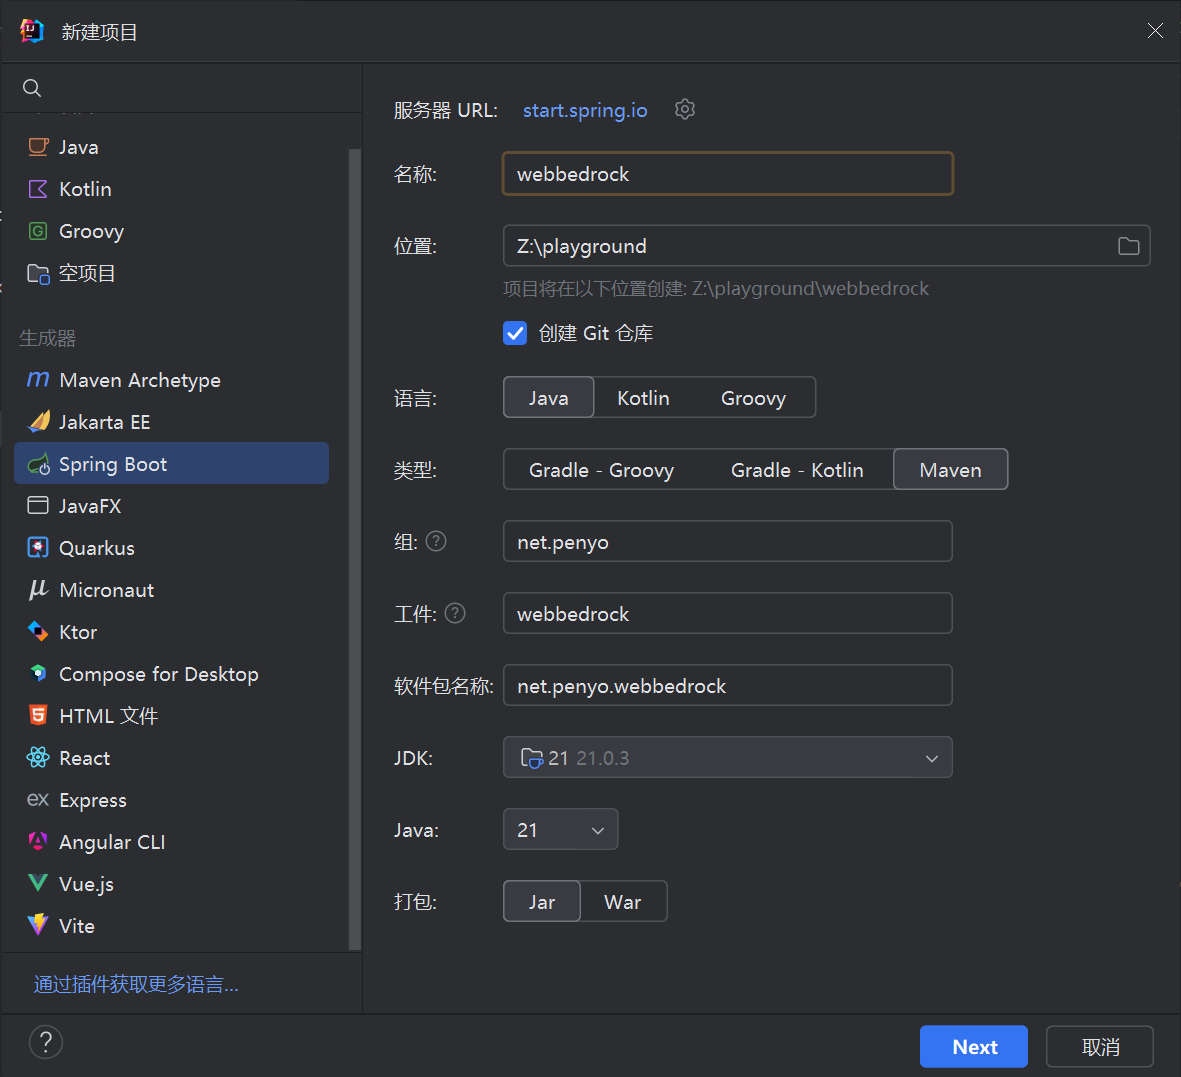 新建项目
Java
Kotlin
Groovy
空项目
生成器
Maven Archetype
Jakarta EE
Spring Boot
JavaFX
Quarkus
Micronaut
Ktor
Compose for Desktop
HTML 文件
React
Express
Angular CLI
Vue.js
Vite
通过插件获取更多语言...
服务器 URL: start.spring.io
名称: webbedrock
位置: Z:\playground
项目将在以下位置创建: Z:\playground\webbedrock
创建 Git 仓库
语言: Java Kotlin Groovy
类型: Gradle - Groovy Gradle - Kotlin Maven
组: ? net.penyo
工件: ? webbedrock
软件包名称: net.penyo.webbedrock
JDK: 21 21.0.3
Java: 21
打包: Jar War
? Next 取消